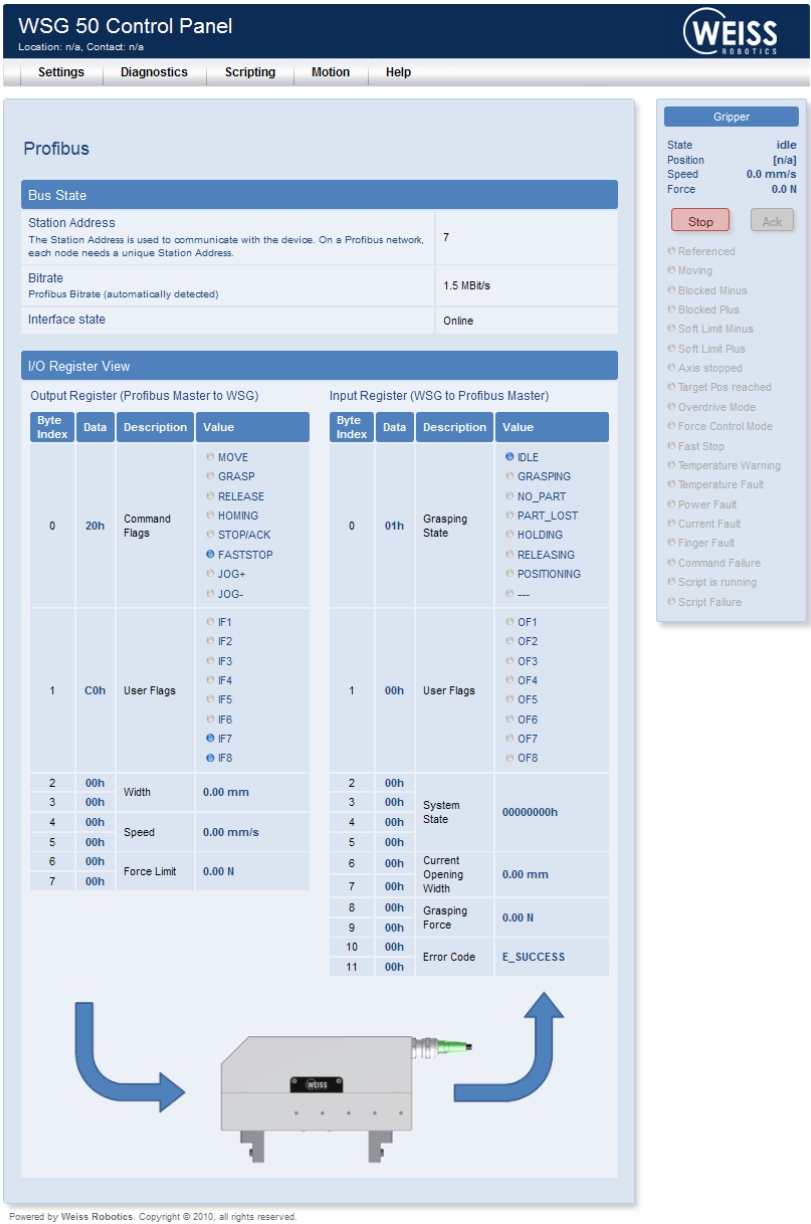 WSG 50 Control Panel
Location: n/a, Contact: n/a
WEISS
ROBOTICS
Settings Diagnostics Scripting Motion Help
Profibus
Bus State
Station Address
The Station Address is used to communicate with the device. On a Profibus network,
each node needs a unique Station Address.
7
Bitrate
Profibus Bitrate (automatically detected)
1.5 MBit/s
Interface state
Online
I/O Register View
Output Register (Profibus Master to WSG)
Byte Index Data Description Value
0 20h Command Flags
MOVE
GRASP
RELEASE
HOMING
STOP/ACK
FASTSTOP
JOG+
JOG-
1 C0h User Flags
IF1
IF2
IF3
IF4
IF5
IF6
IF7
IF8
2 00h Width 0.00 mm
3 00h
4 00h Speed 0.00 mm/s
5 00h
6 00h Force Limit 0.00 N
7 00h
Input Register (WSG to Profibus Master)
Byte Index Data Description Value
0 01h Grasping State
IDLE
GRASPING
NO_PART
PART_LOST
HOLDING
RELEASING
POSITIONING
---
1 00h User Flags
OF1
OF2
OF3
OF4
OF5
OF6
OF7
OF8
2 00h System State 00000000h
3 00h
4 00h
5 00h
6 00h Current Opening Width 0.00 mm
7 00h
8 00h Grasping Force 0.00 N
9 00h
10 00h Error Code E_SUCCESS
11 00h
WEISS
Gripper
State idle
Position [n/a]
Speed 0.0 mm/s
Force 0.0 N
Stop Ack
Referenced
Moving
Blocked Minus
Blocked Plus
Soft Limit Minus
Soft Limit Plus
Axis stopped
Target Pos reached
Overdrive Mode
Force Control Mode
Fast Stop
Temperature Warning
Temperature Fault
Power Fault
Current Fault
Finger Fault
Command Failure
Script is running
Script Failure
Powered by Weiss Robotics. Copyright © 2010, all rights reserved.